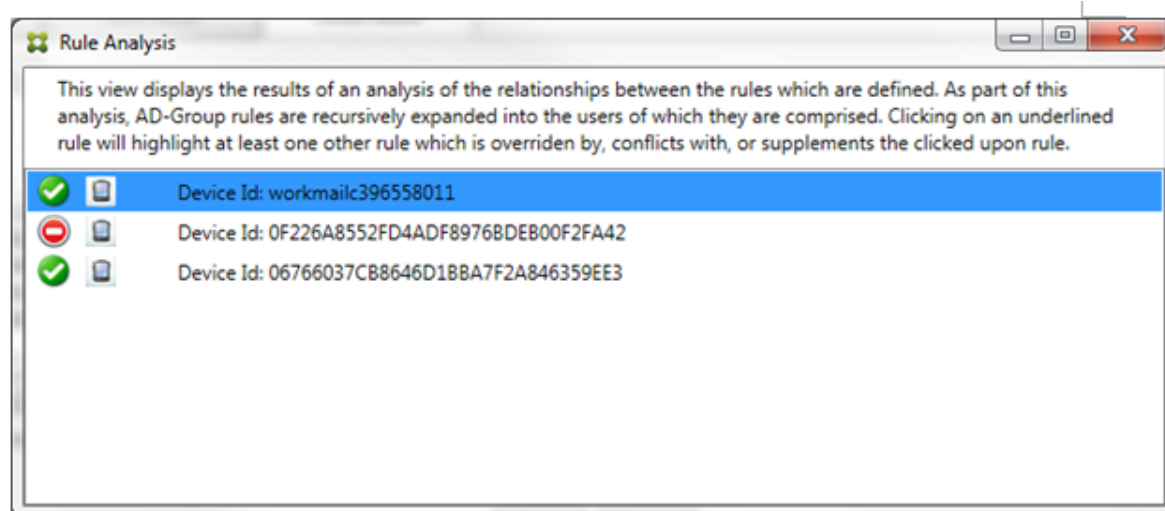 Rule Analysis
This view displays the results of an analysis of the relationships between the rules which are defined. As part of this
analysis, AD-Group rules are recursively expanded into the users of which they are comprised. Clicking on an underlined
rule will highlight at least one other rule which is overriden by, conflicts with, or supplements the clicked upon rule.
Device Id: workmailc396558011
Device Id: 0F226A8552FD4ADF8976BDEB00F2FA42
Device Id: 06766037CB8646D1BBA7F2A846359EE3